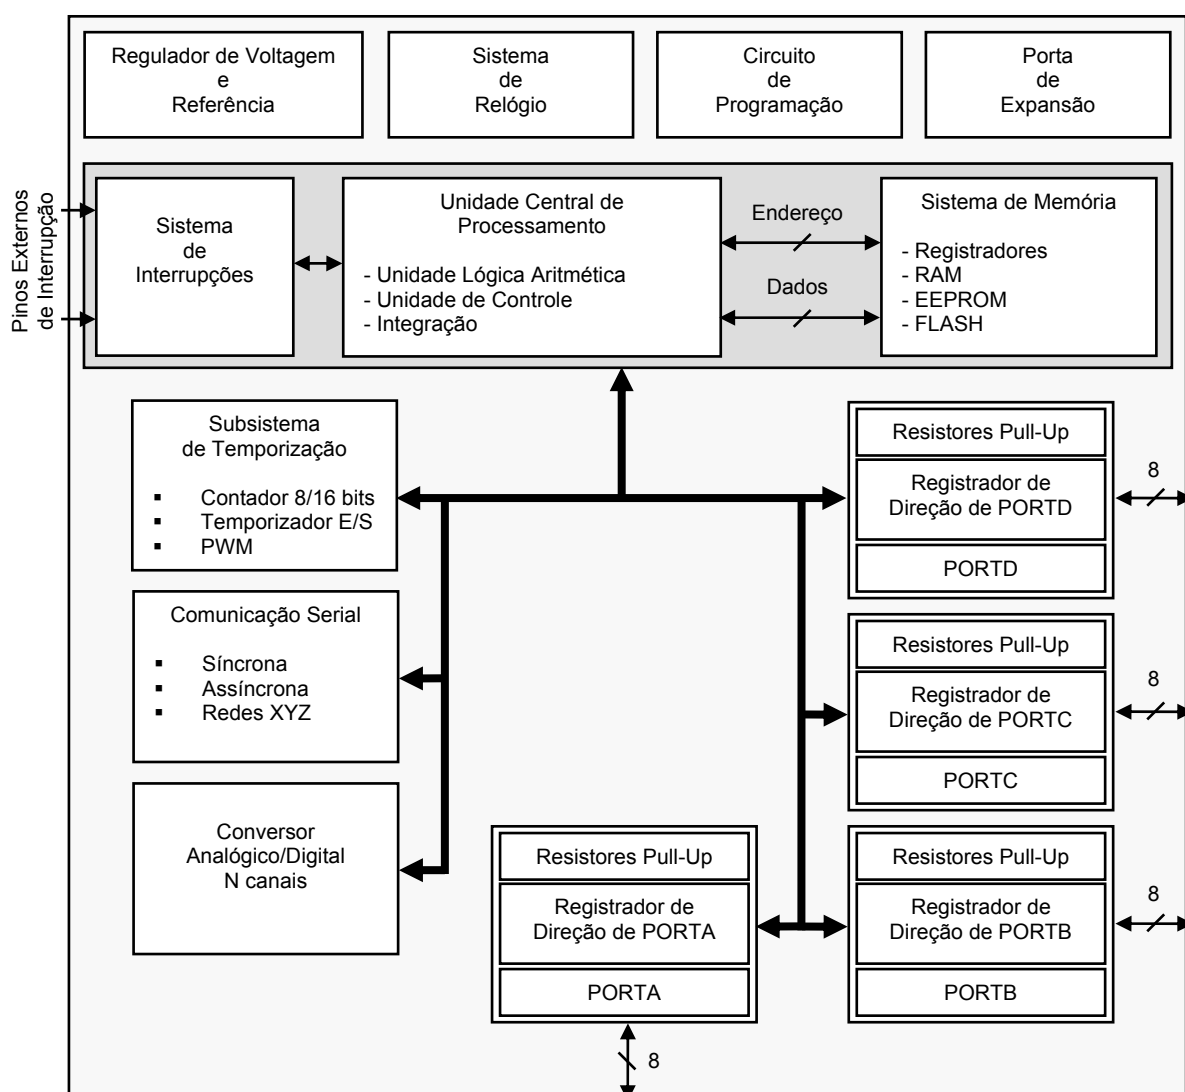 Regulador de Voltagem
e
Referência
Sistema
de
Relógio
Circuito
de
Programação
Porta
de
Expansão
Pinos Externos
de Interrupção
Sistema
de
Interrupções
Unidade Central de
Processamento
- Unidade Lógica Aritmética
- Unidade de Controle
- Integração
Endereço
Dados
Sistema de Memória
- Registradores
- RAM
- EEPROM
- FLASH
Subsistema
de Temporização
▪ Contador 8/16 bits
▪ Temporizador E/S
▪ PWM
Comunicação Serial
▪ Síncrona
▪ Assíncrona
▪ Redes XYZ
Conversor
Analógico/Digital
N canais
Resistores Pull-Up
Registrador de
Direção de PORTD
PORTD
8
Resistores Pull-Up
Registrador de
Direção de PORTC
PORTC
8
Resistores Pull-Up
Registrador de
Direção de PORTA
PORTA
8
Resistores Pull-Up
Registrador de
Direção de PORTB
PORTB
8